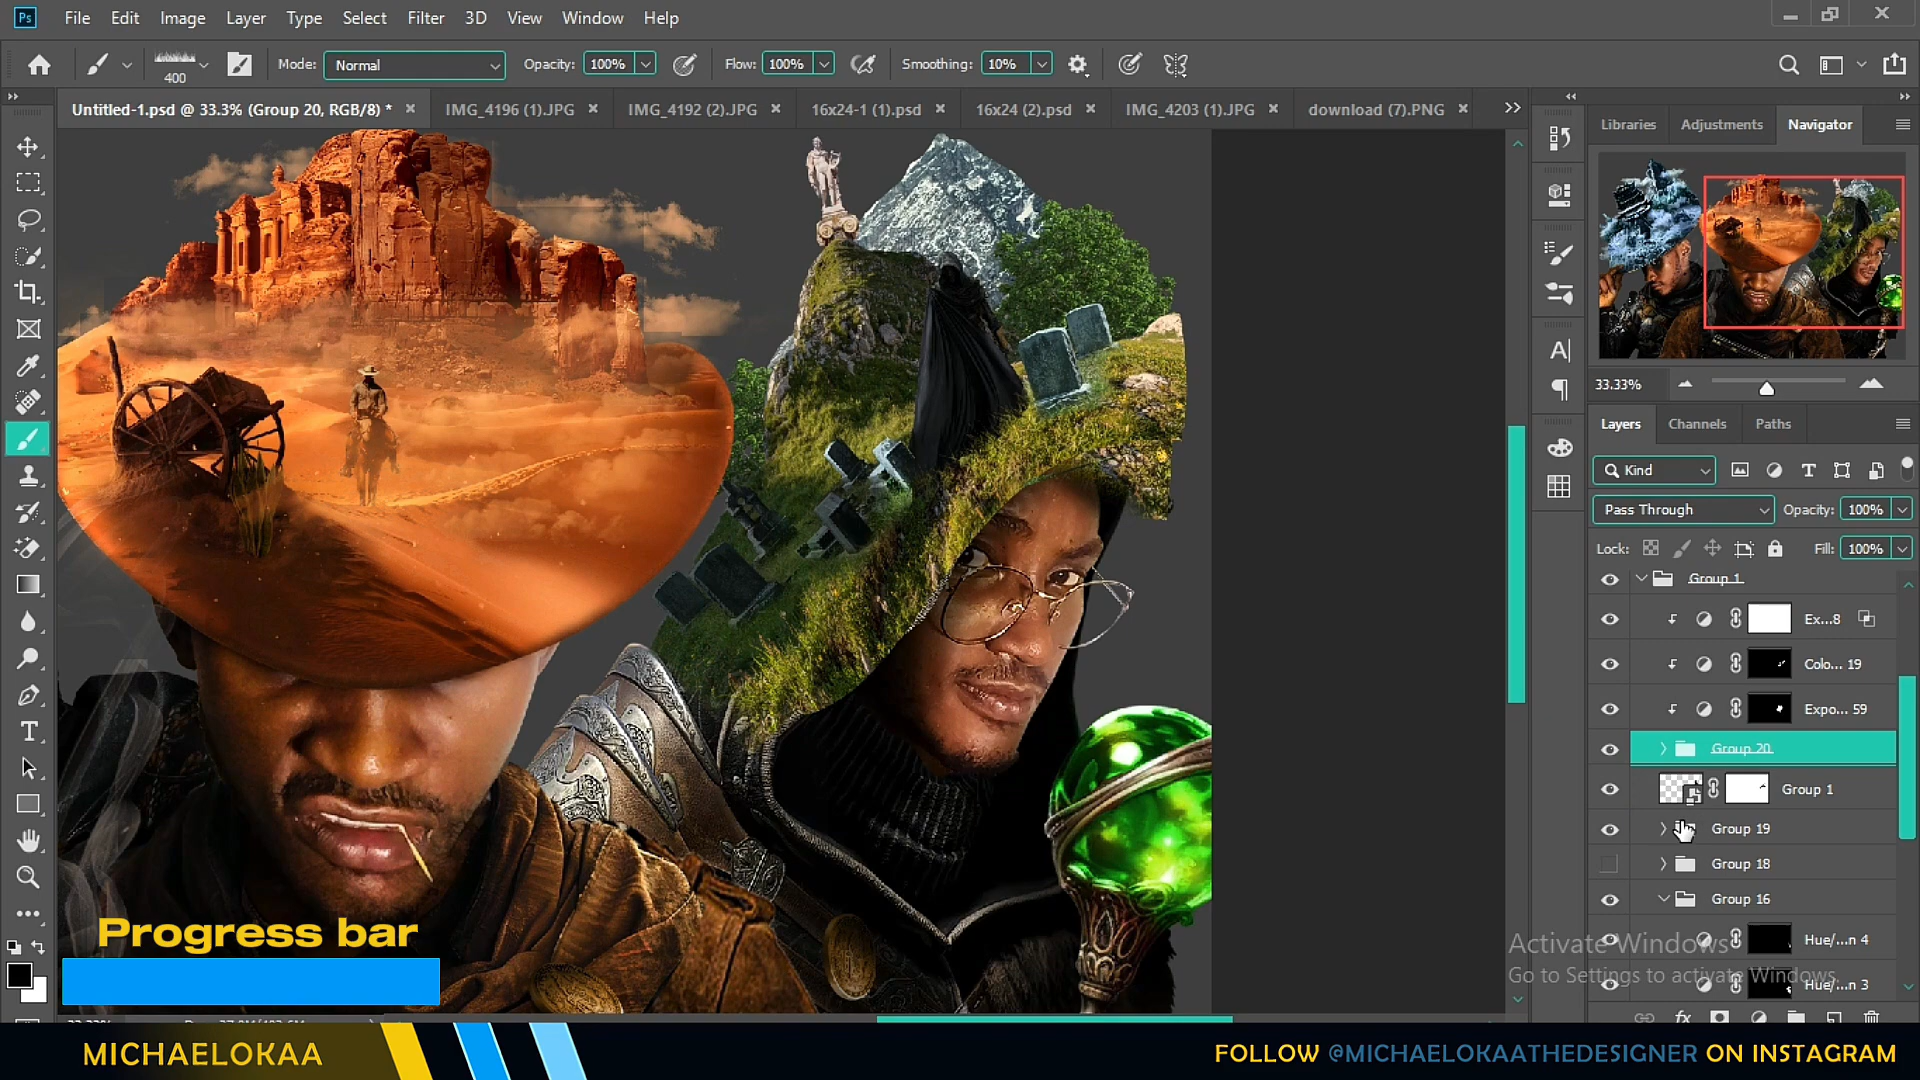 Ps File Edit Image Layer Type Select Filter 3D View Window Help
400 Mode: Normal Opacity: 100% Flow: 100% Smoothing: 10%
Untitled-1.psd @ 33.3% (Group 20, RGB/8) * IMG_4196 (1).JPG IMG_4192 (2).JPG 16x24-1 (1).psd 16x24 (2).psd IMG_4203 (1).JPG download (7).PNG
Libraries Adjustments Navigator
33.33%
Layers Channels Paths
Kind
Pass Through Opacity: 100%
Lock: Fill: 100%
Group 1
Ex...8
Colo... 19
Expo... 59
Group 20
Group 1
Group 19
Group 18
Group 16
Hue/...n 4
Hue/...n 3
Activate Windows
Go to Settings to activate Windows.
Progress bar
MICHAELOKAA
FOLLOW @MICHAELOKAATHEDESIGNER ON INSTAGRAM